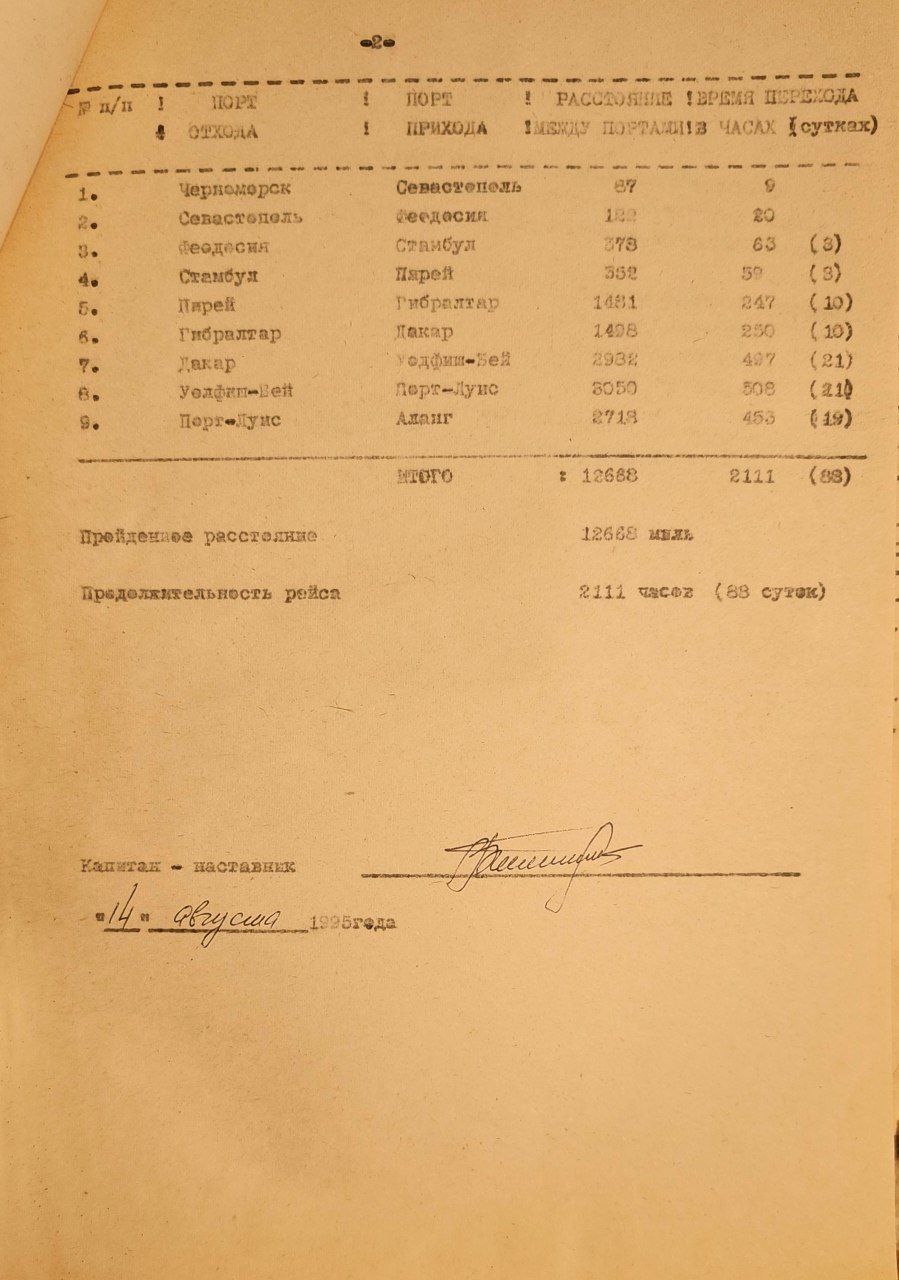 -2-
№ п/п ! ПОРТ ! ПОРТ ! РАССТОЯНИЕ ! ВРЕМЯ ПЕРЕХОДА
! ОТХОДА ! ПРИХОДА ! МЕЖДУ ПОРТАМИ ! В ЧАСАХ (сутках)
1. Черноморск Севастополь 87 9
2. Севастополь Феодосия 122 20
3. Феодосия Стамбул 378 63 (3)
4. Стамбул Пирей 352 59 (3)
5. Пирей Гибралтар 1481 247 (10)
6. Гибралтар Дакар 1498 250 (10)
7. Дакар Уолфиш-Бей 2982 497 (21)
8. Уолфиш-Бей Порт-Луис 3050 508 (21)
9. Порт-Луис Аланг 2718 453 (19)
ИТОГО : 12668 2111 (88)
Пройденное расстояние 12668 миль
Продолжительность рейса 2111 часов (88 суток)
Капитан - наставник
"14" августа 1995года